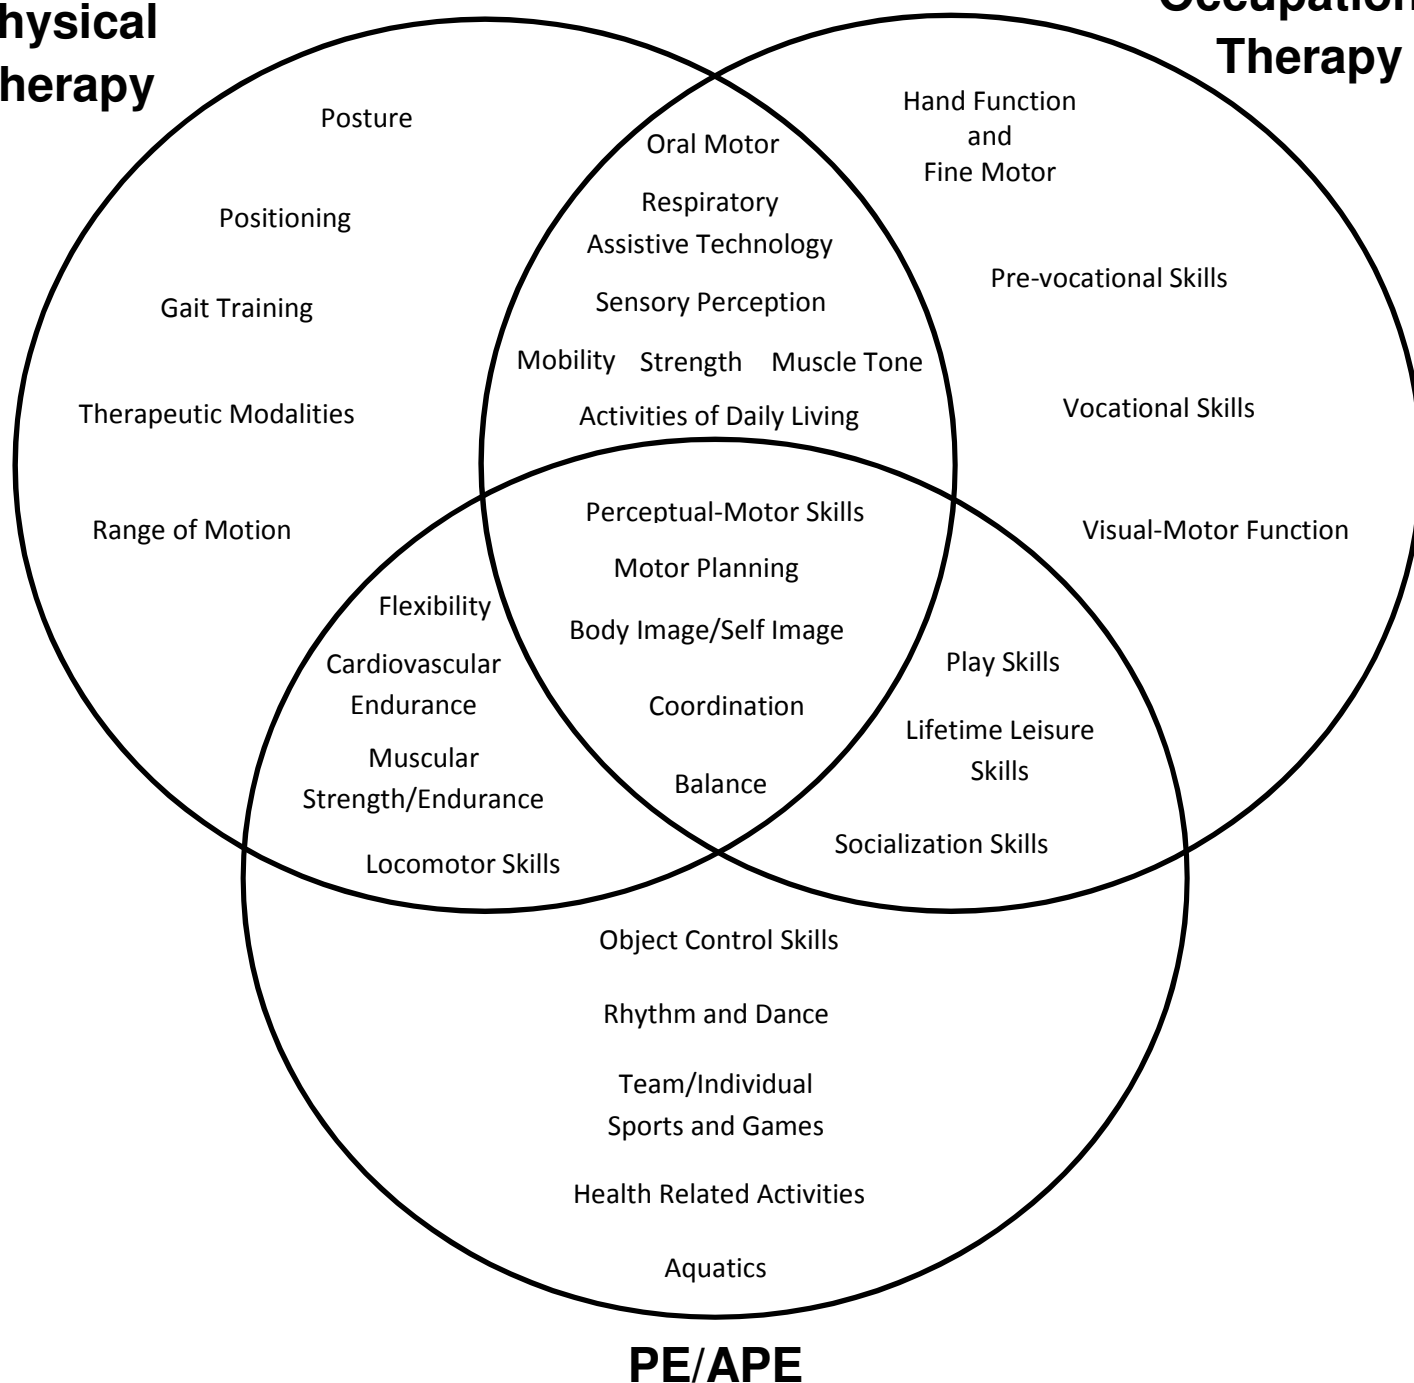 hysical
herapy
Occupation
Therapy
Posture
Positioning
Gait Training
Therapeutic Modalities
Range of Motion
Oral Motor
Respiratory
Assistive Technology
Sensory Perception
Mobility Strength Muscle Tone
Activities of Daily Living
Hand Function
and
Fine Motor
Pre-vocational Skills
Vocational Skills
Visual-Motor Function
Perceptual-Motor Skills
Motor Planning
Body Image/Self Image
Coordination
Balance
Flexibility
Cardiovascular
Endurance
Muscular
Strength/Endurance
Locomotor Skills
Play Skills
Lifetime Leisure
Skills
Socialization Skills
Object Control Skills
Rhythm and Dance
Team/Individual
Sports and Games
Health Related Activities
Aquatics
PE/APE